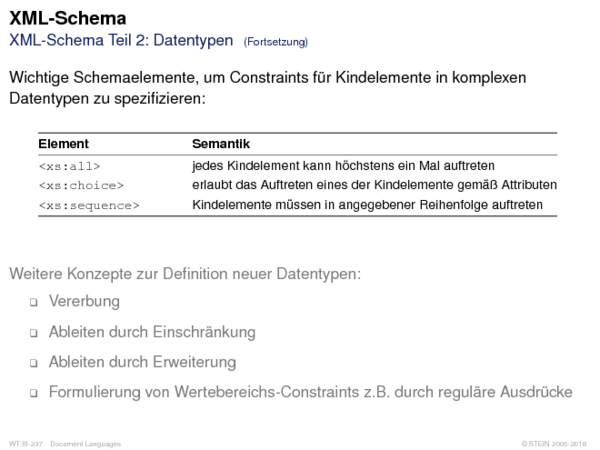 XML-Schema
XML-Schema Teil 2: Datentypen (Fortsetzung)
Wichtige Schemaelemente, um Constraints für Kindelemente in komplexen
Datentypen zu spezifizieren:
Element Semantik
<xs:all> jedes Kindelement kann höchstens ein Mal auftreten
<xs:choice> erlaubt das Auftreten eines der Kindelemente gemäß Attributen
<xs:sequence> Kindelemente müssen in angegebener Reihenfolge auftreten
Weitere Konzepte zur Definition neuer Datentypen:
❑ Vererbung
❑ Ableiten durch Einschränkung
❑ Ableiten durch Erweiterung
❑ Formulierung von Wertebereichs-Constraints z.B. durch reguläre Ausdrücke
WT:III-237 Document Languages © STEIN 2005-2018